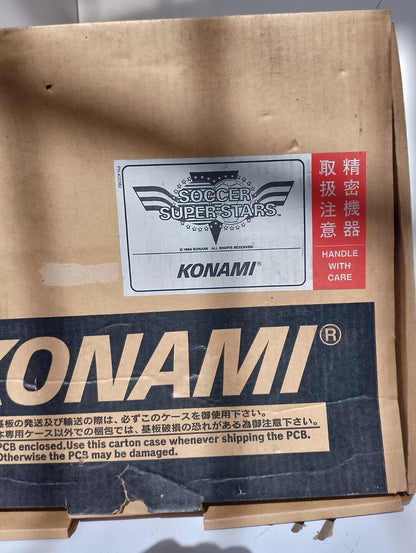 SOCCER
SUPERSTARS™
© 1994 KONAMI ALL RIGHTS RESERVED.
KONAMI®
精密機器
取扱注意
HANDLE
WITH
CARE
KONAMI®
基板の発送及び輸送の際は、必ずこのケースを御使用下さい。
本専用ケース以外での梱包では、基板破損の恐れがある為御注意下さい。
PCB enclosed. Use this carton case whenever shipping the PCB.
Otherwise the PCB may be damaged.